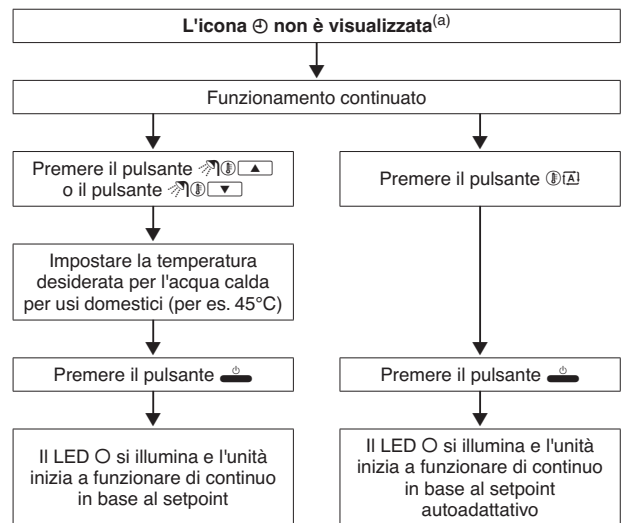 L'icona ⏲ non è visualizzata(a)
Funzionamento continuato
Premere il pulsante ▲
o il pulsante ▼
Premere il pulsante A
Impostare la temperatura
desiderata per l'acqua calda
per usi domestici (per es. 45°C)
Premere il pulsante
Premere il pulsante
Il LED O si illumina e l'unità
inizia a funzionare di continuo
in base al setpoint
Il LED O si illumina e l'unità
inizia a funzionare di continuo
in base al setpoint
autoadattativo